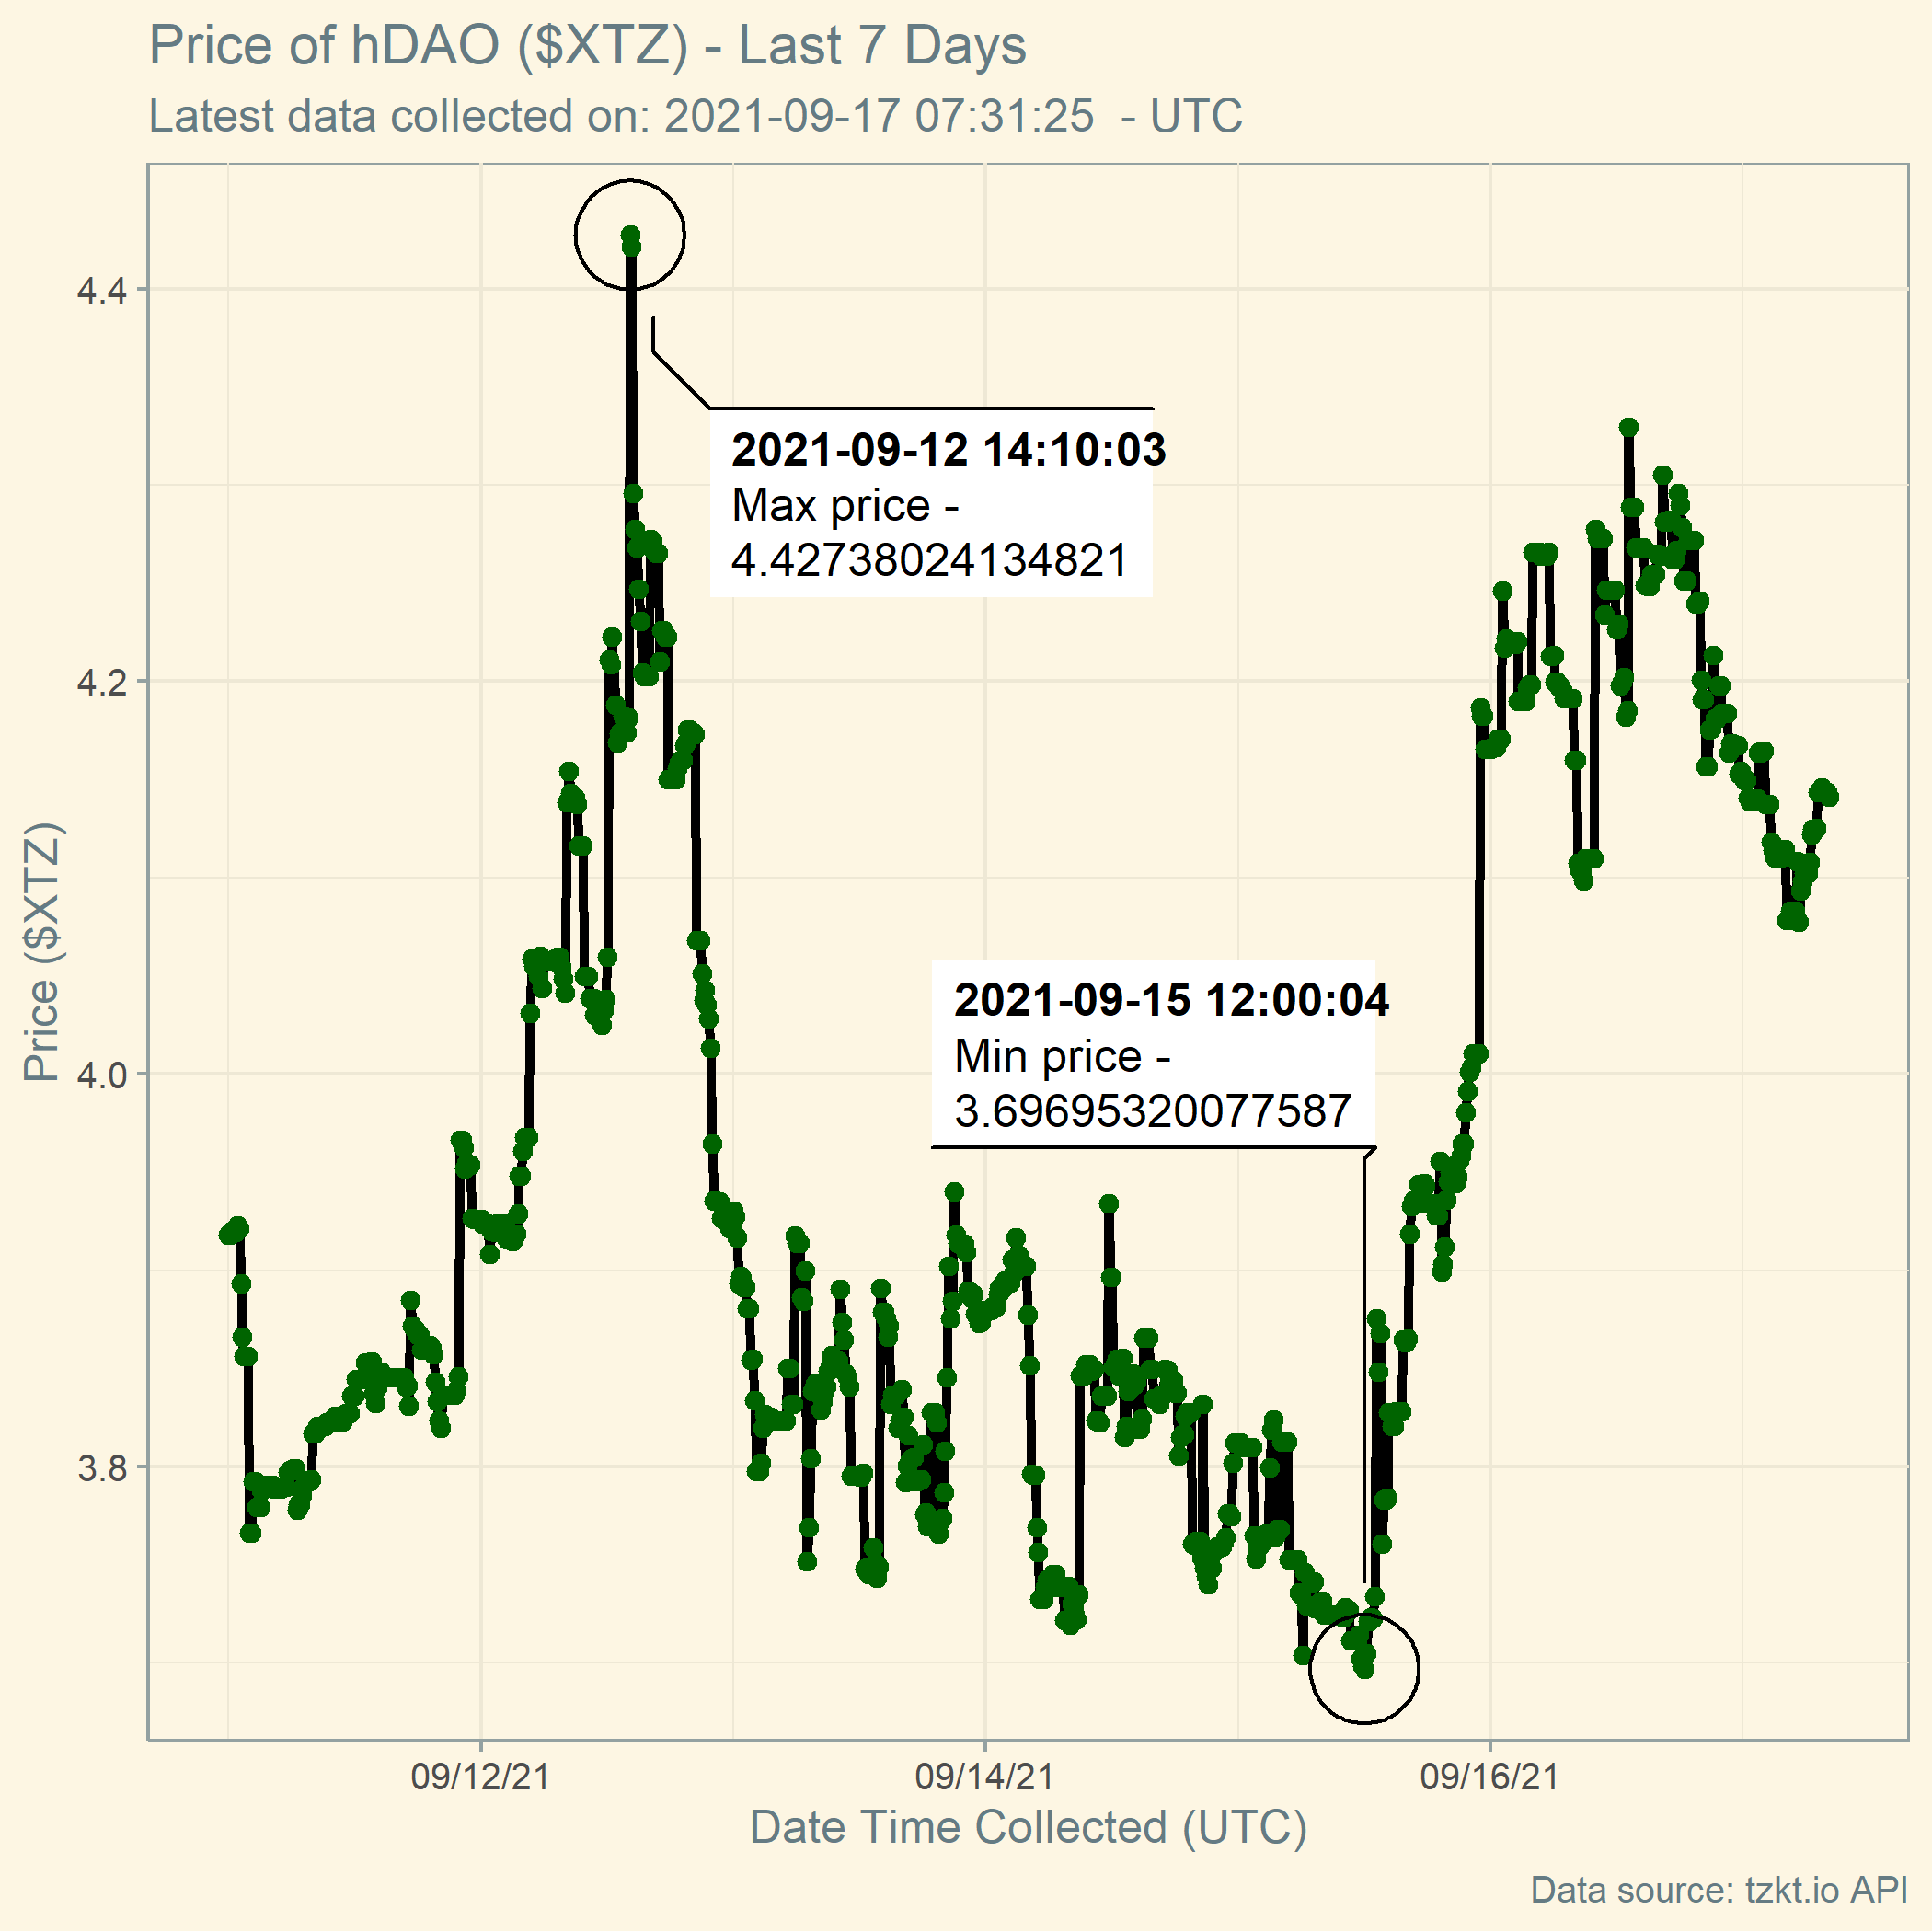 Price of hDAO ($XTZ) - Last 7 Days
Latest data collected on: 2021-09-17 07:31:25  - UTC
4.4
4.2
4.0
3.8
Price ($XTZ)
2021-09-12 14:10:03
Max price -
4.42738024134821
2021-09-15 12:00:04
Min price -
3.69695320077587
09/12/21
09/14/21
09/16/21
Date Time Collected (UTC)
Data source: tzkt.io API